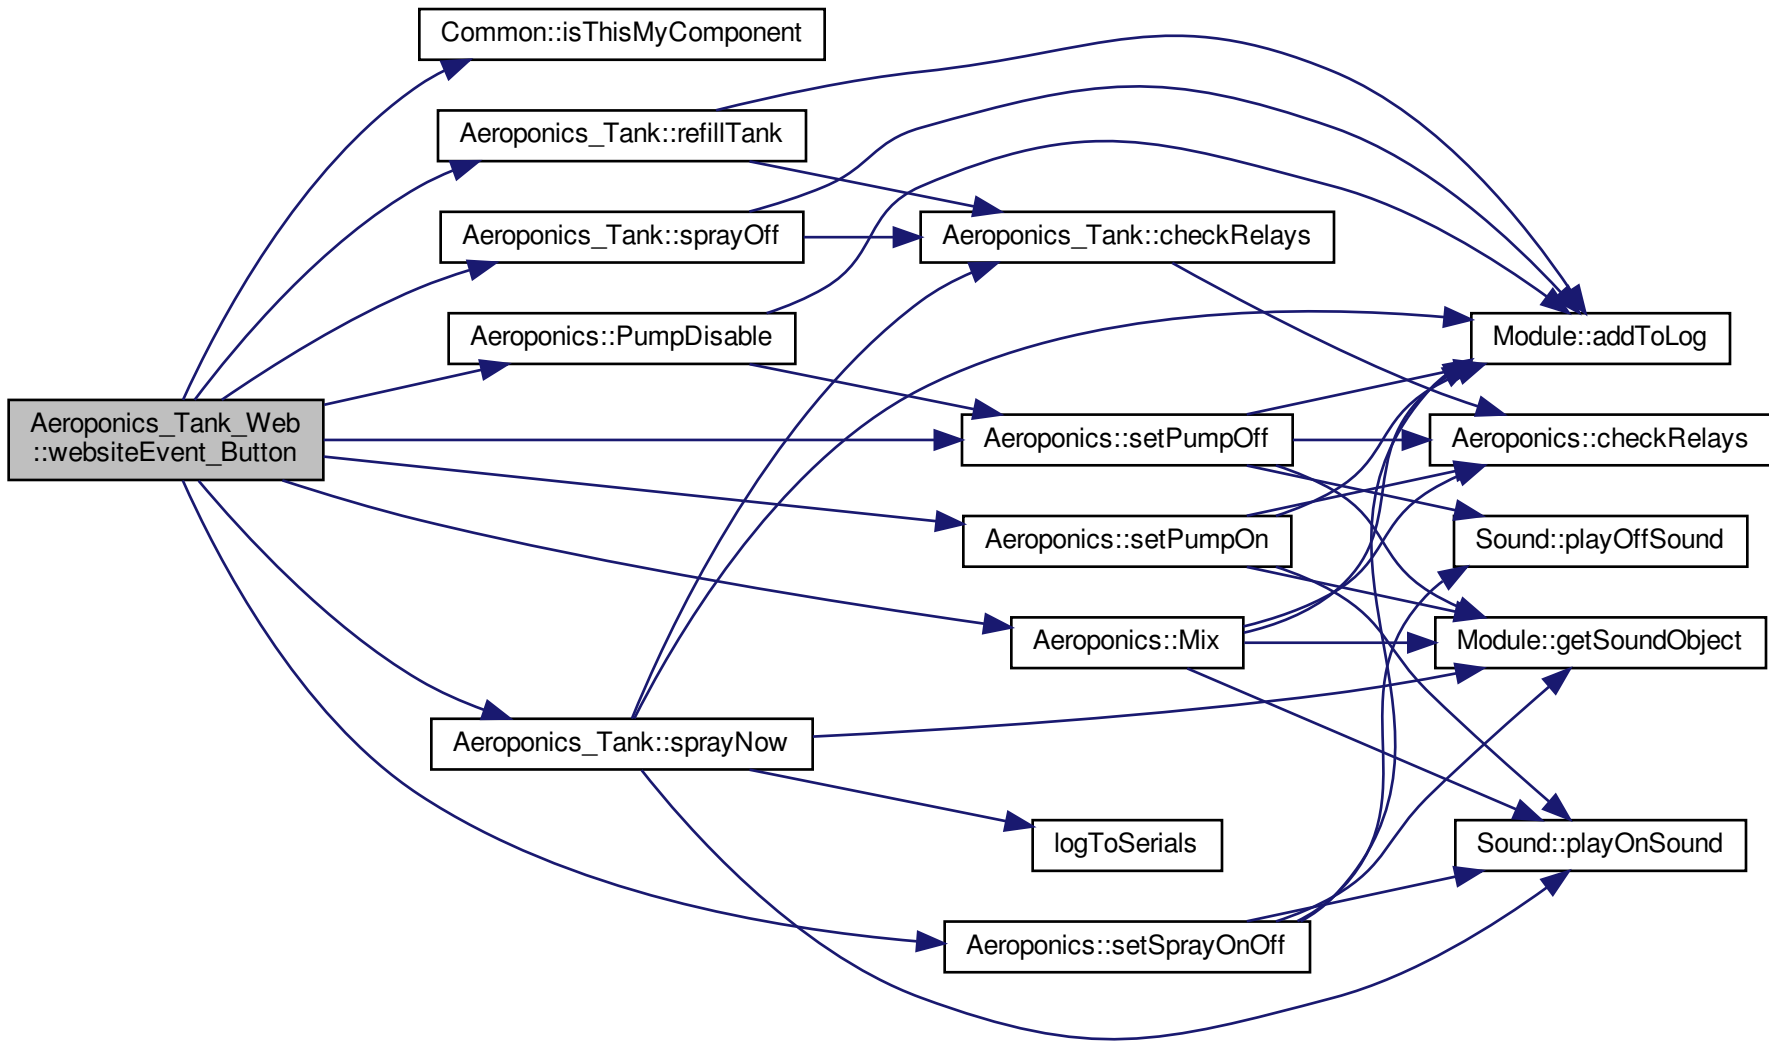 Common::isThisMyComponent
Aeroponics_Tank::refillTank
Aeroponics_Tank::sprayOff
Aeroponics_Tank::checkRelays
Aeroponics::PumpDisable
Module::addToLog
Aeroponics_Tank_Web
::websiteEvent_Button
Aeroponics::setPumpOff
Aeroponics::checkRelays
Aeroponics::setPumpOn
Sound::playOffSound
Aeroponics::Mix
Module::getSoundObject
Aeroponics_Tank::sprayNow
logToSerials
Sound::playOnSound
Aeroponics::setSprayOnOff